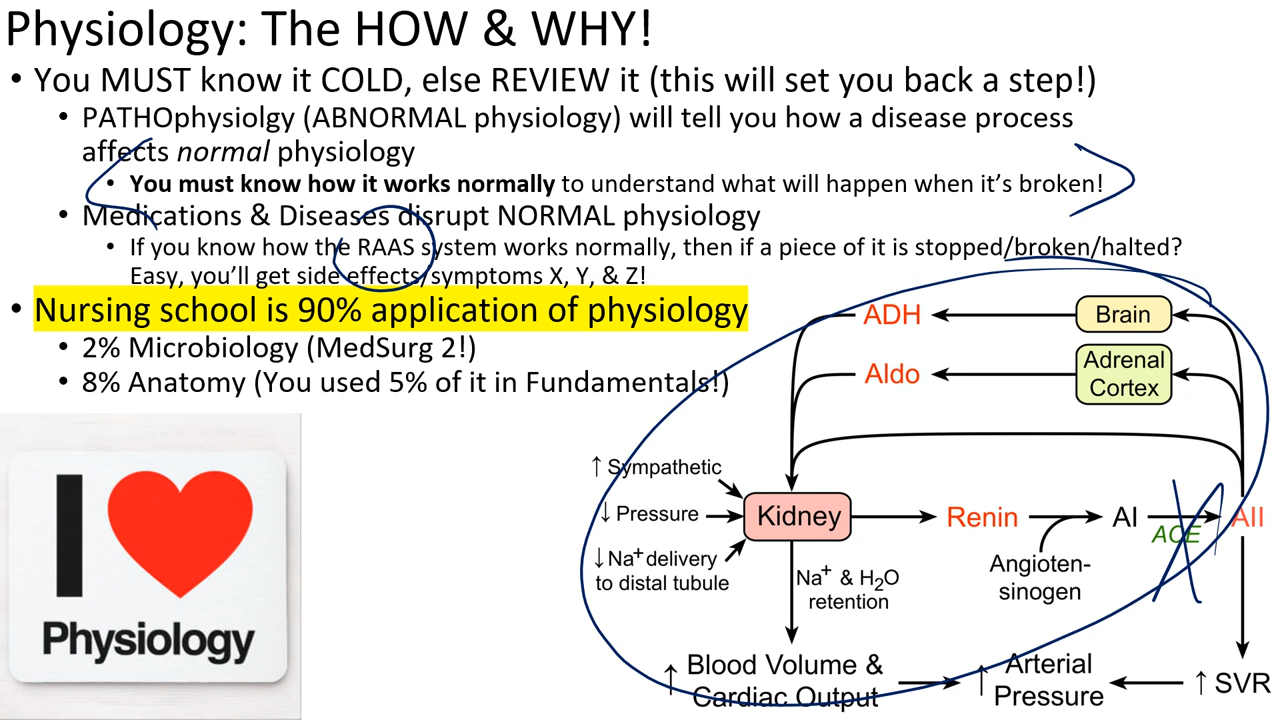 Physiology: The HOW & WHY!
• You MUST know it COLD, else REVIEW it (this will set you back a step!)
• PATHOphysiolgy (ABNORMAL physiology) will tell you how a disease process
affects normal physiology
• You must know how it works normally to understand what will happen when it's broken!
• Medications & Diseases disrupt NORMAL physiology
• If you know how the RAAS system works normally, then if a piece of it is stopped/broken/halted?
Easy, you'll get side effects/symptoms X, Y, & Z!
• Nursing school is 90% application of physiology
• 2% Microbiology (MedSurg 2!)
• 8% Anatomy (You used 5% of it in Fundamentals!)
I
Physiology
ADH
Brain
Aldo
Adrenal
Cortex
↑ Sympathetic
↓ Pressure
↓ Na+ delivery
to distal tubule
Kidney
Renin
AI
ACE
AII
Angioten-
sinogen
Na+ & H2O
retention
↑ Blood Volume &
Cardiac Output
↑ Arterial
Pressure
↑ SVR